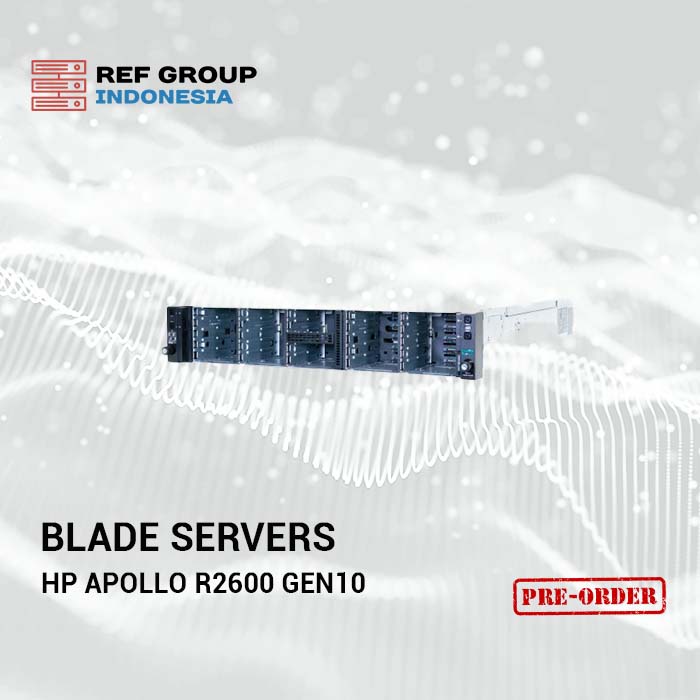 REF GROUP
INDONESIA
BLADE SERVERS
HP APOLLO R2600 GEN10
PRE-ORDER